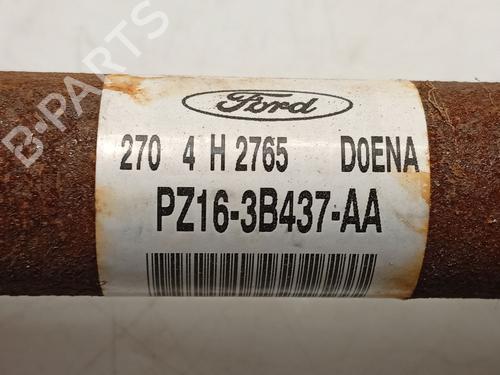 B-PARTS
Ford
270 4 H 2765 D0ENA
PZ16-3B437-AA